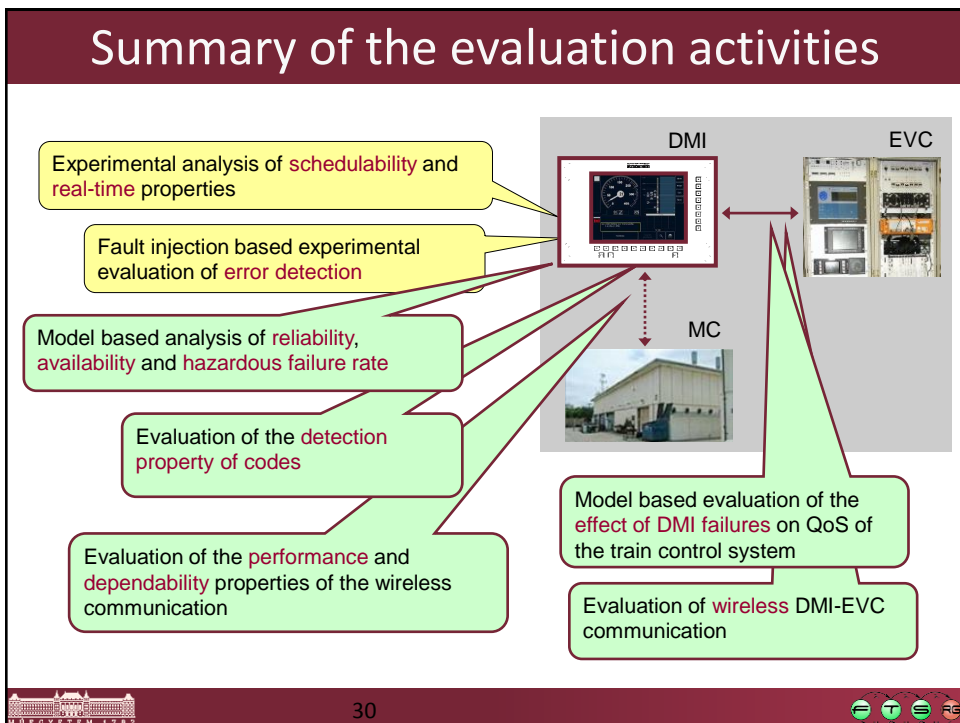 Summary of the evaluation activities
DMI
EVC
Experimental analysis of schedulability and
real-time properties
Fault injection based experimental
evaluation of error detection
MC
Model based analysis of reliability,
availability and hazardous failure rate
Evaluation of the detection
property of codes
Model based evaluation of the
effect of DMI failures on QoS of
the train control system
Evaluation of the performance and
dependability properties of the wireless
communication
Evaluation of wireless DMI-EVC
communication
MŰEGYETEM 1782
30
F T S RG